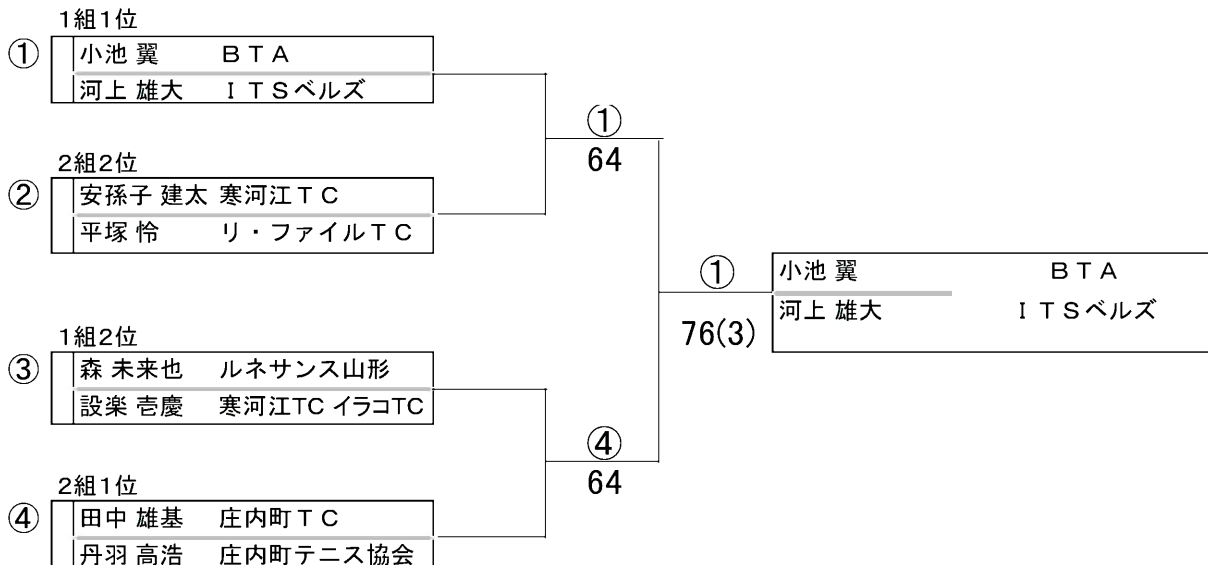 1組1位
① 小池 翼 ＢＴＡ
河上 雄大 ＩＴＳベルズ
① 
64
2組2位
② 安孫子 建太 寒河江ＴＣ
平塚 怜 リ・ファイルＴＣ
① 小池 翼 ＢＴＡ
76(3) 河上 雄大 ＩＴＳベルズ
1組2位
③ 森 未来也 ルネサンス山形
設楽 壱慶 寒河江TC イラコTC
④
64
2組1位
④ 田中 雄基 庄内町ＴＣ
丹羽 高浩 庄内町テニス協会